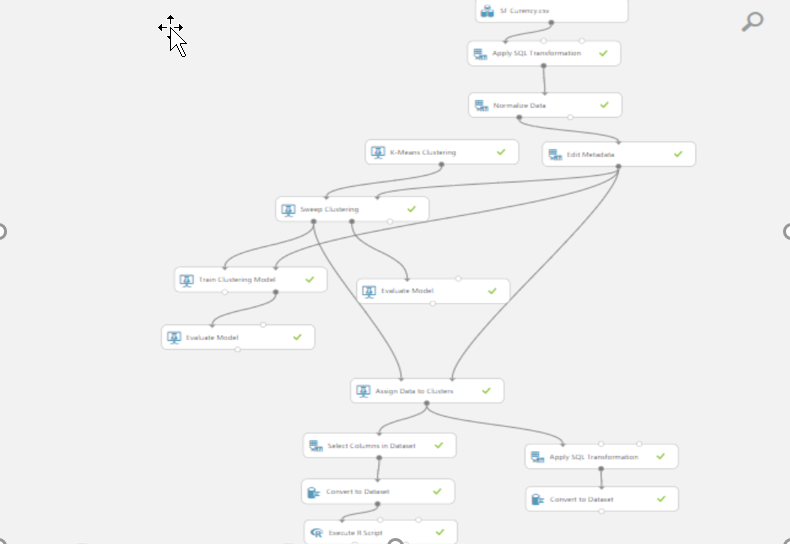 SF Curency.csv
Apply SQL Transformation
Normalize Data
K-Means Clustering
Edit Metadata
Sweep Clustering
Train Clustering Model
Evaluate Model
Evaluate Model
Assign Data to Clusters
Select Columns in Dataset
Apply SQL Transformation
Convert to Dataset
Convert to Dataset
Execute R Script